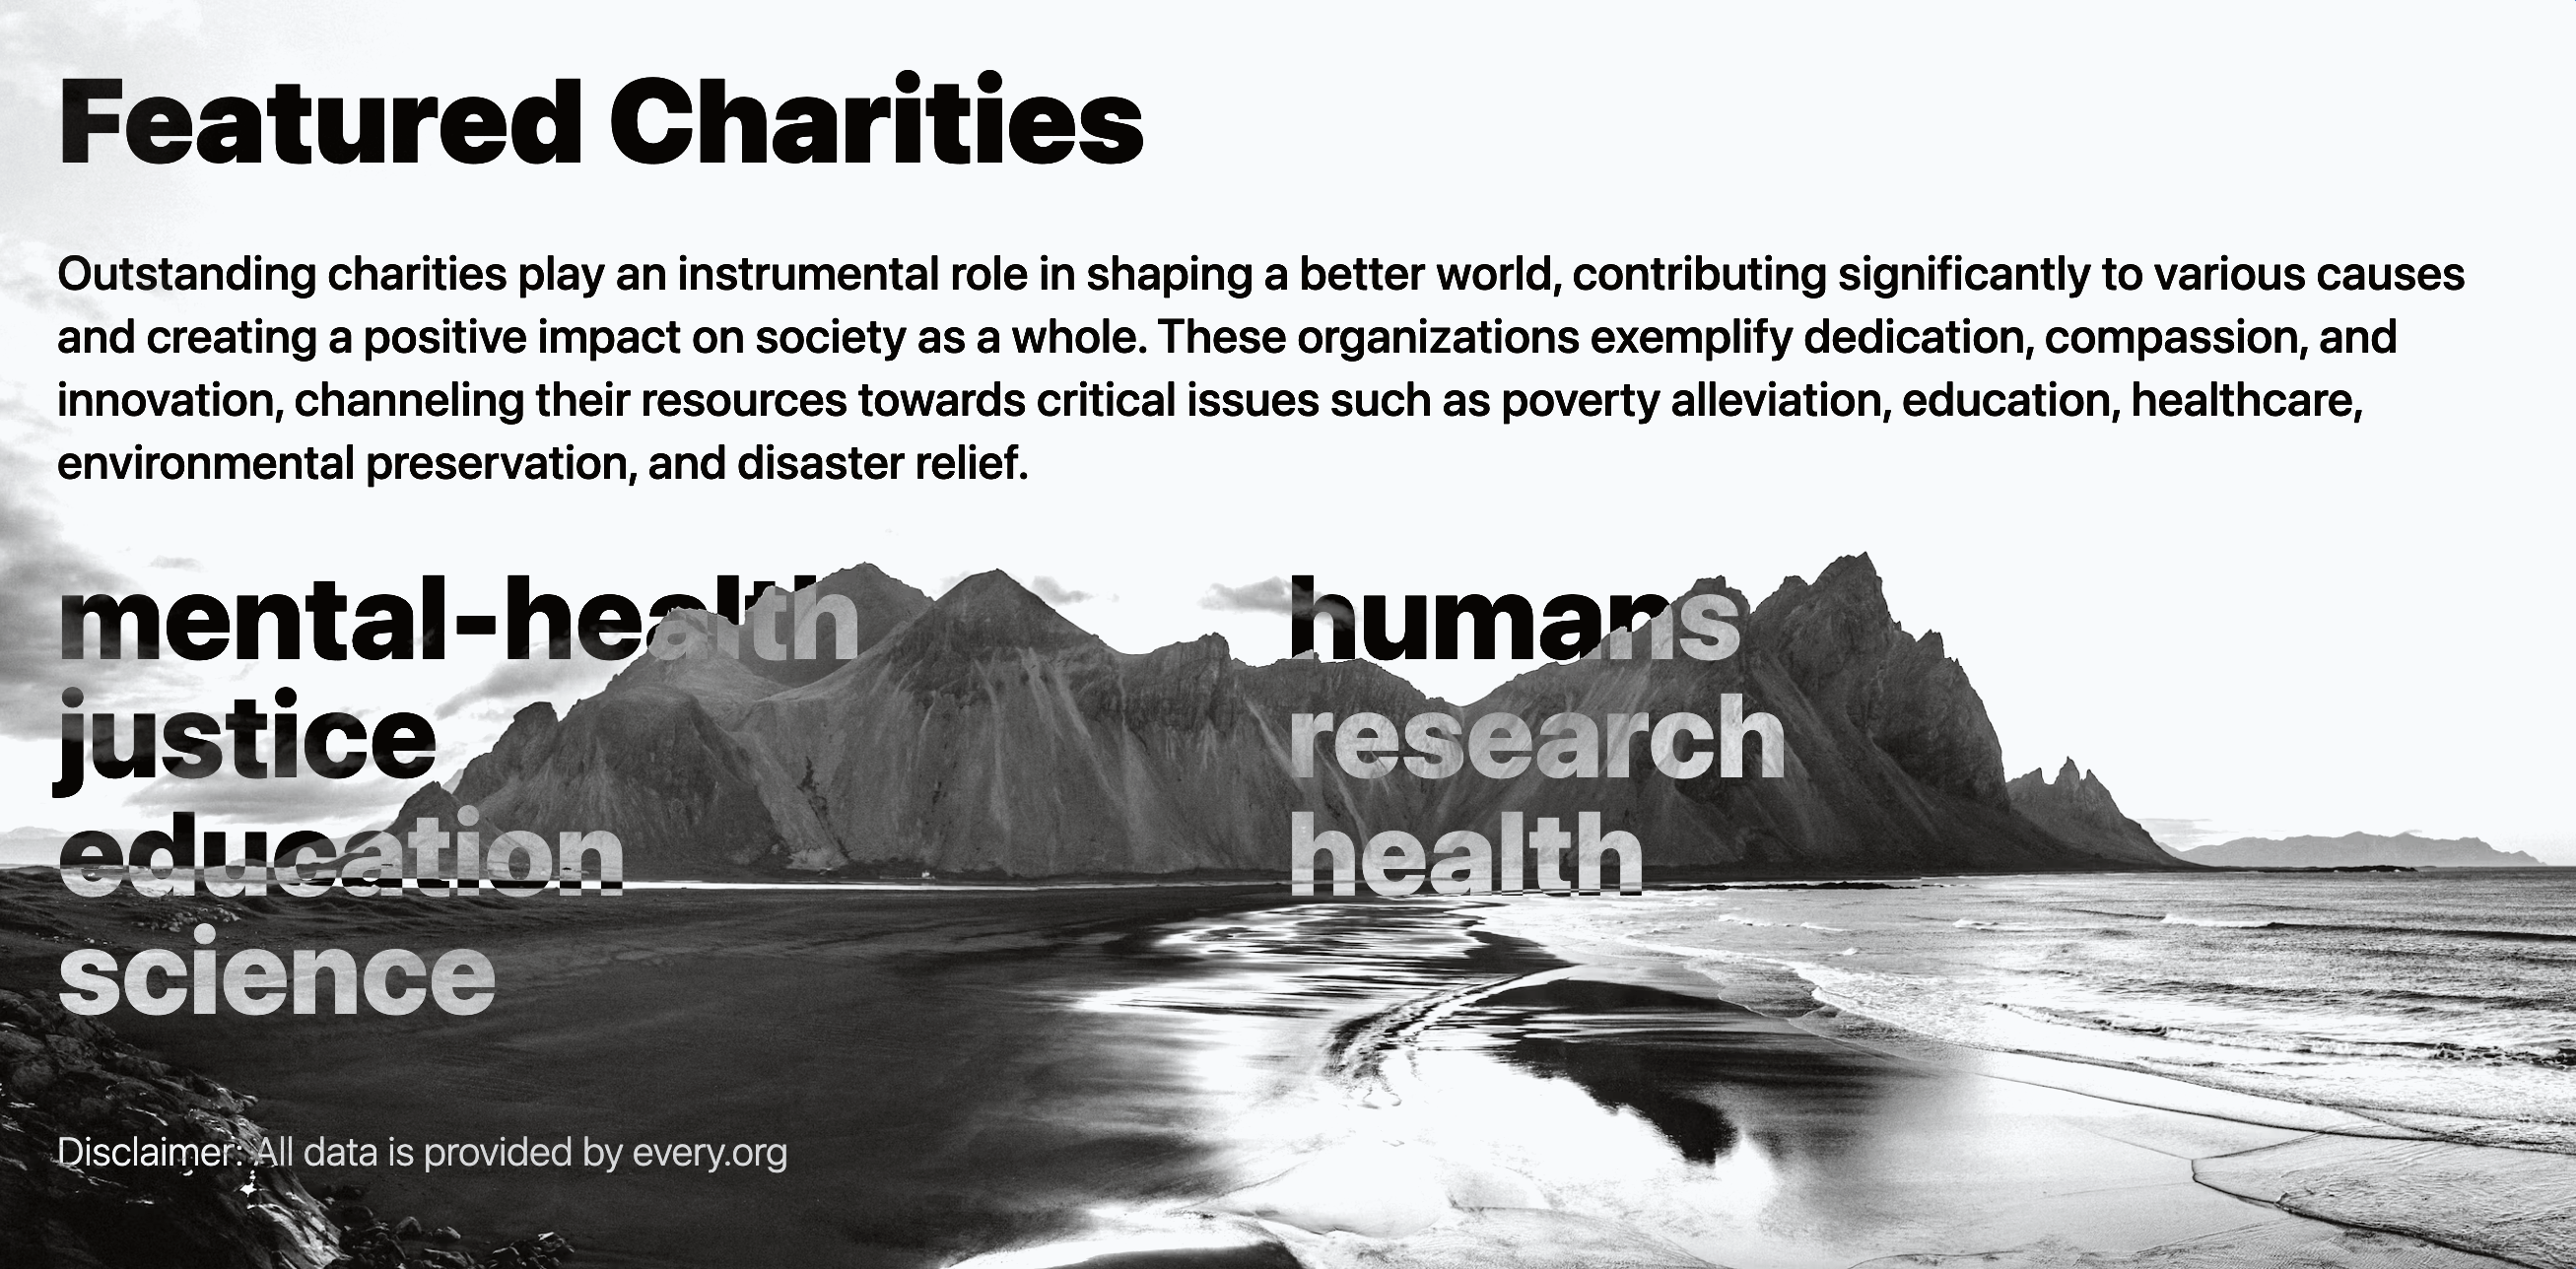 Featured Charities
Outstanding charities play an instrumental role in shaping a better world, contributing significantly to various causes
and creating a positive impact on society as a whole. These organizations exemplify dedication, compassion, and
innovation, channeling their resources towards critical issues such as poverty alleviation, education, healthcare,
environmental preservation, and disaster relief.
mental-health
justice
education
science
humans
research
health
Disclaimer: All data is provided by every.org